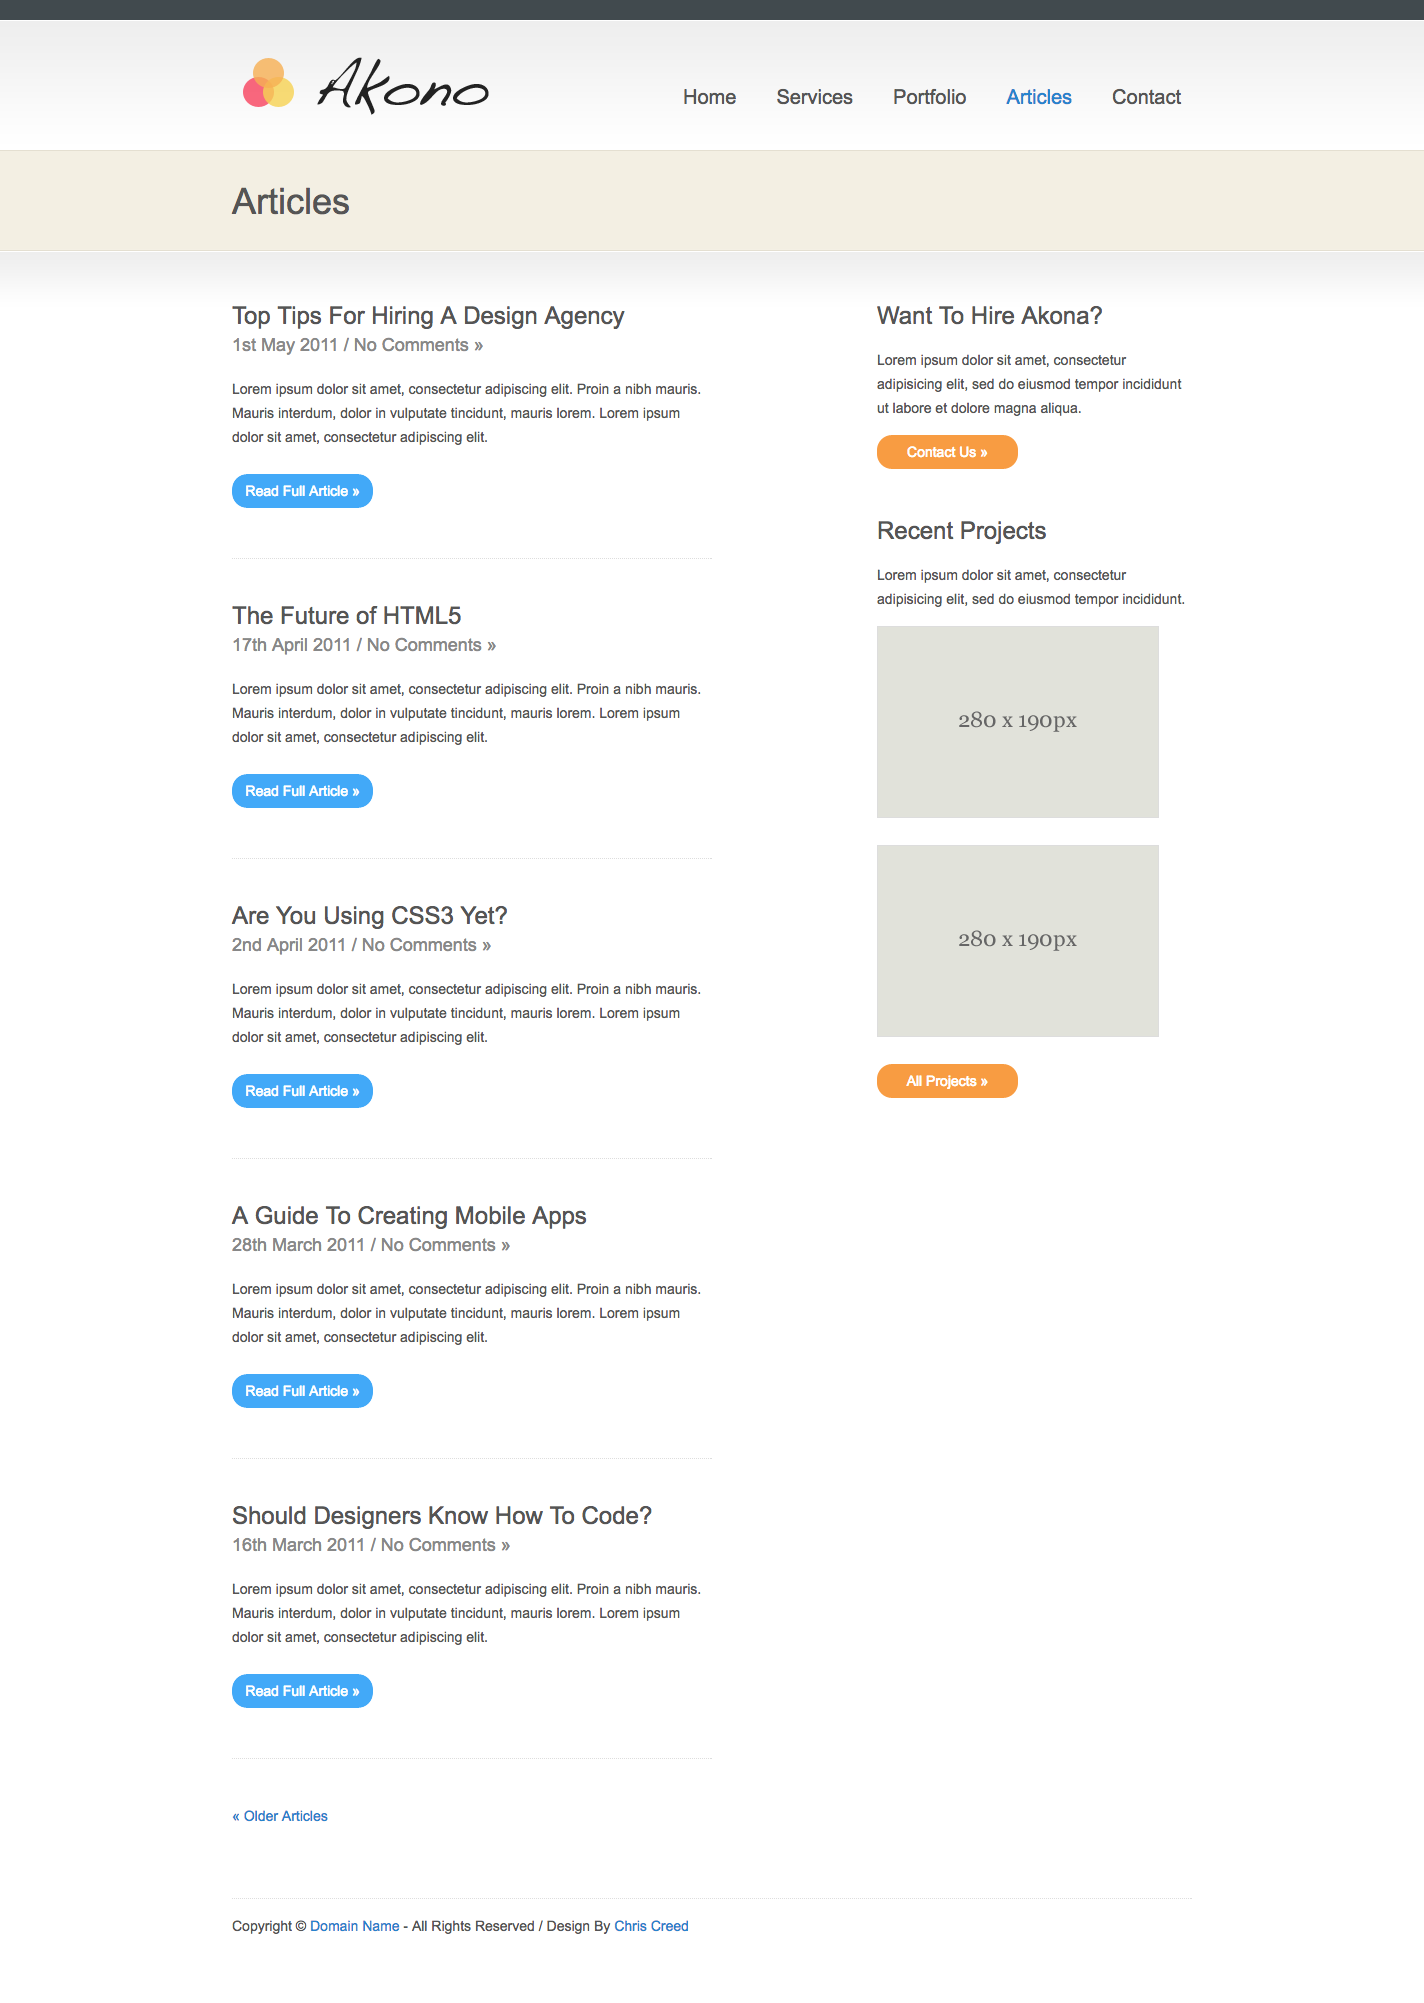 Akono
Home Services Portfolio Articles Contact
Articles
Top Tips For Hiring A Design Agency
1st May 2011 / No Comments »
Lorem ipsum dolor sit amet, consectetur adipiscing elit. Proin a nibh mauris.
Mauris interdum, dolor in vulputate tincidunt, mauris lorem. Lorem ipsum
dolor sit amet, consectetur adipiscing elit.
Read Full Article »
The Future of HTML5
17th April 2011 / No Comments »
Lorem ipsum dolor sit amet, consectetur adipiscing elit. Proin a nibh mauris.
Mauris interdum, dolor in vulputate tincidunt, mauris lorem. Lorem ipsum
dolor sit amet, consectetur adipiscing elit.
Read Full Article »
Are You Using CSS3 Yet?
2nd April 2011 / No Comments »
Lorem ipsum dolor sit amet, consectetur adipiscing elit. Proin a nibh mauris.
Mauris interdum, dolor in vulputate tincidunt, mauris lorem. Lorem ipsum
dolor sit amet, consectetur adipiscing elit.
Read Full Article »
A Guide To Creating Mobile Apps
28th March 2011 / No Comments »
Lorem ipsum dolor sit amet, consectetur adipiscing elit. Proin a nibh mauris.
Mauris interdum, dolor in vulputate tincidunt, mauris lorem. Lorem ipsum
dolor sit amet, consectetur adipiscing elit.
Read Full Article »
Should Designers Know How To Code?
16th March 2011 / No Comments »
Lorem ipsum dolor sit amet, consectetur adipiscing elit. Proin a nibh mauris.
Mauris interdum, dolor in vulputate tincidunt, mauris lorem. Lorem ipsum
dolor sit amet, consectetur adipiscing elit.
Read Full Article »
« Older Articles
Want To Hire Akona?
Lorem ipsum dolor sit amet, consectetur
adipisicing elit, sed do eiusmod tempor incididunt
ut labore et dolore magna aliqua.
Contact Us »
Recent Projects
Lorem ipsum dolor sit amet, consectetur
adipisicing elit, sed do eiusmod tempor incididunt.
280 x 190px
280 x 190px
All Projects »
Copyright © Domain Name - All Rights Reserved / Design By Chris Creed